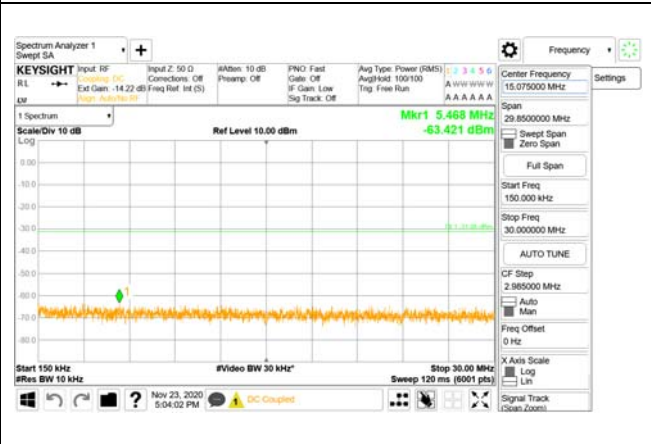 Spectrum Analyzer 1
Swept SA
Frequency
KEYSIGHT Input: RF Input Z: 50 Ω #Atten: 10 dB PNO: Fast Avg Type: Power (RMS) 1 2 3 4 5 6
RL Coupling: DC Corrections: Off Preamp: Off Gate: Off Avg|Hold: 100/100 A W W W W W
Ext Gain: -14.22 dB Freq Ref: Int (S) IF Gain: Low Trig: Free Run
Align: Auto/No RF Sig Track: Off A A A A A A
Center Frequency
15.075000 MHz
Settings
1 Spectrum
Mkr1 5.468 MHz
Scale/Div 10 dB Ref Level 10.00 dBm -63.421 dBm
Log
Span
29.8500000 MHz
Swept Span
Zero Span
Full Span
Start Freq
150.000 kHz
Stop Freq
30.000000 MHz
AUTO TUNE
CF Step
2.985000 MHz
Auto
Man
Freq Offset
0 Hz
X Axis Scale
Log
Lin
Signal Track
(Span Zoom)
0.00
-10.0
-20.0
-30.0
-40.0
-50.0
-60.0
-70.0
-80.0
1
Start 150 kHz #Video BW 30 kHz* Stop 30.00 MHz
#Res BW 10 kHz Sweep 120 ms (6001 pts)
? Nov 23, 2020
5:04:02 PM
1 DC Coupled